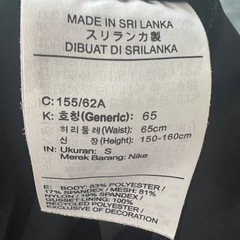 MADE IN SRI LANKA
スリランカ製
DIBUAT DI SRILANKA
C: 155/62A
K: 호칭(Generic): 65
허리둘레(Waist): 65cm
신 장(Height): 150-160cm
IN: Ukuran: S
Merek Barang: Nike
E: BODY: 83% POLYESTER /
17% SPANDEX / MESH: 81%
NYLON / 19% SPANDEX /
GUSSET LINING: 100%
RECYCLED POLYESTER /
EXCLUSIVE OF DECORATION